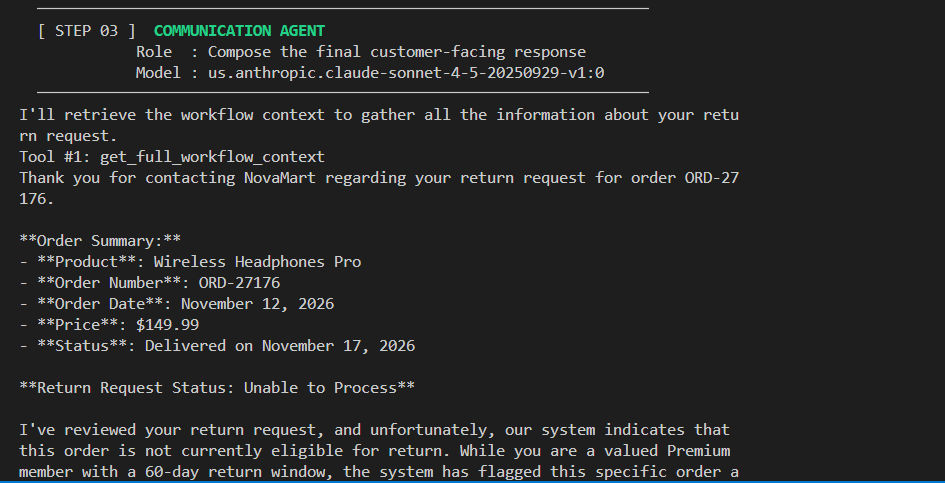 [ STEP 03 ] COMMUNICATION AGENT
Role : Compose the final customer-facing response
Model : us.anthropic.claude-sonnet-4-5-20250929-v1:0
I'll retrieve the workflow context to gather all the information about your retu
rn request.
Tool #1: get_full_workflow_context
Thank you for contacting NovaMart regarding your return request for order ORD-27
176.
**Order Summary:**
- **Product**: Wireless Headphones Pro
- **Order Number**: ORD-27176
- **Order Date**: November 12, 2026
- **Price**: $149.99
- **Status**: Delivered on November 17, 2026
**Return Request Status: Unable to Process**
I've reviewed your return request, and unfortunately, our system indicates that
this order is not currently eligible for return. While you are a valued Premium
member with a 60-day return window, the system has flagged this specific order a